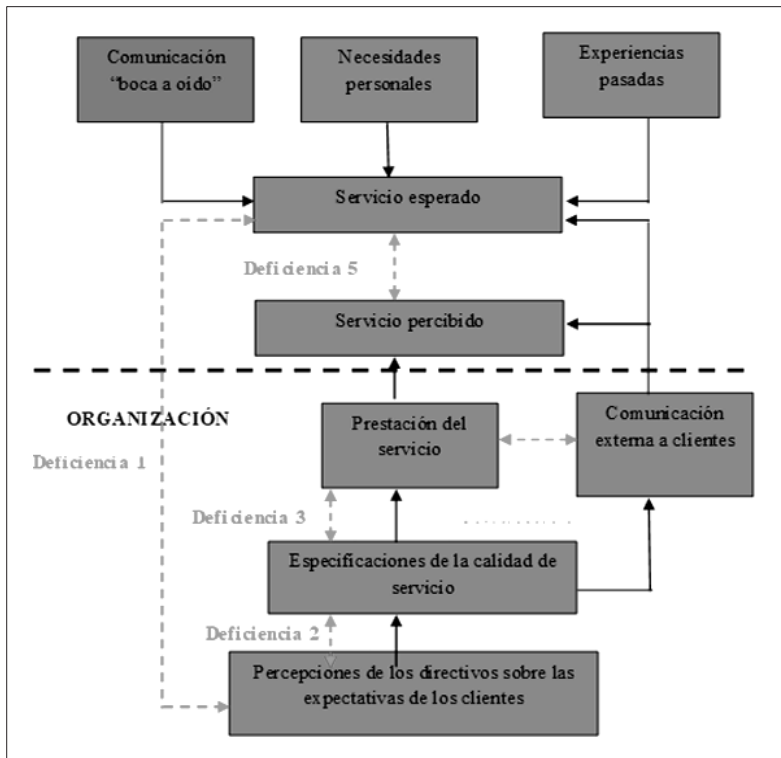 Comunicación
“boca a oído”
Necesidades
personales
Experiencias
pasadas
Servicio esperado
Deficiencia 5
Servicio percibido
ORGANIZACIÓN
Deficiencia 1
Prestación del
servicio
Comunicación
externa a clientes
Deficiencia 3
Especificaciones de la calidad de
servicio
Deficiencia 2
Percepciones de los directivos sobre las
expectativas de los clientes